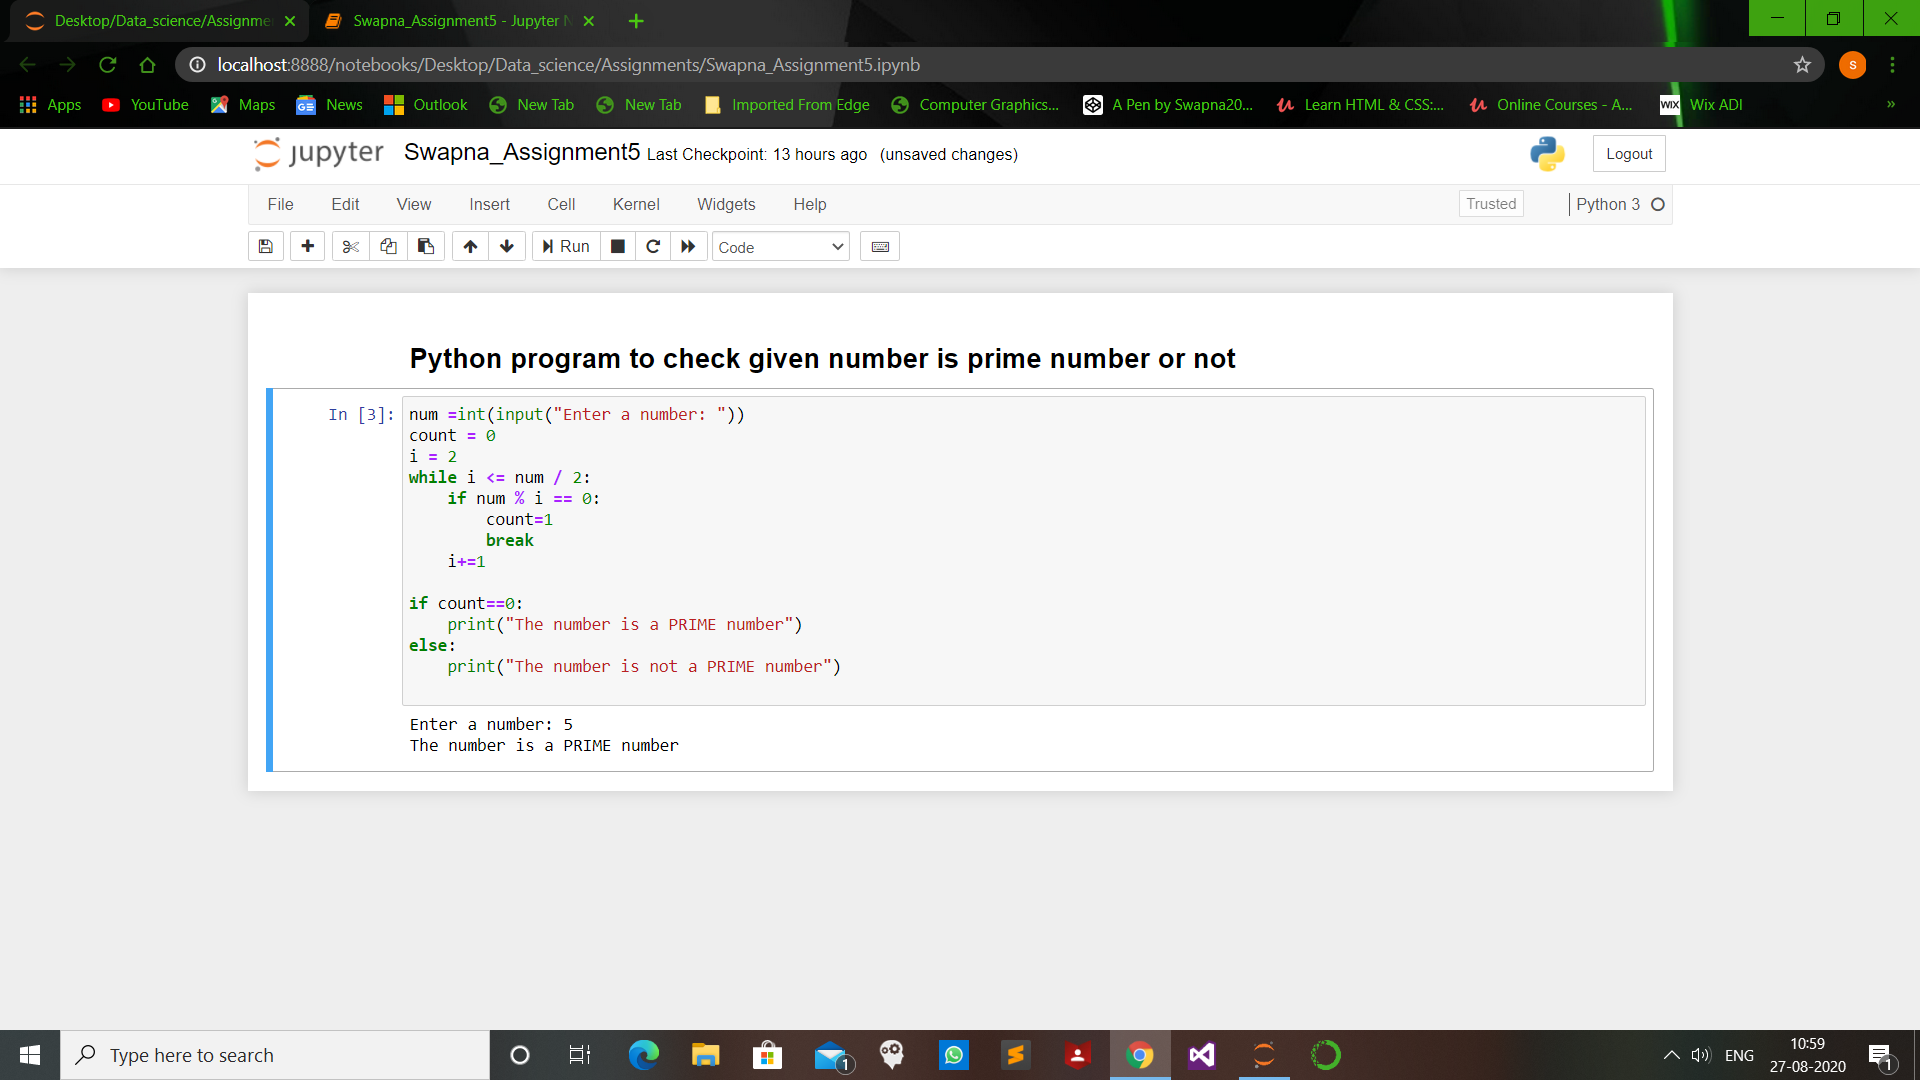 Desktop/Data_science/Assignme
Swapna_Assignment5 - Jupyter N
localhost:8888/notebooks/Desktop/Data_science/Assignments/Swapna_Assignment5.ipynb
s
Apps
YouTube
Maps
GE
News
Outlook
New Tab
New Tab
Imported From Edge
Computer Graphics...
A Pen by Swapna20...
Learn HTML & CSS:...
Online Courses - A...
WIX
Wix ADI
»
jupyter
Swapna_Assignment5 Last Checkpoint: 13 hours ago (unsaved changes)
Logout
File Edit View Insert Cell Kernel Widgets Help
Trusted
Python 3
Run
Code
Python program to check given number is prime number or not
In [3]:
num =int(input("Enter a number: "))
count = 0
i = 2
while i <= num / 2:
    if num % i == 0:
        count=1
        break
    i+=1
if count==0:
    print("The number is a PRIME number")
else:
    print("The number is not a PRIME number")
Enter a number: 5
The number is a PRIME number
Type here to search
1
ENG
10:59
27-08-2020
1